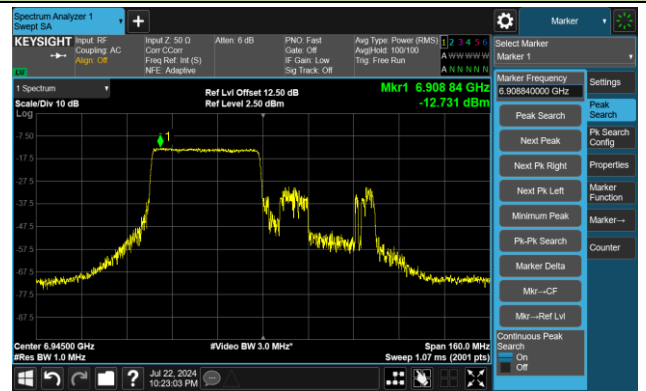 Spectrum Analyzer 1
Swept SA
Marker
KEYSIGHT
Input: RF
Coupling: AC
Align: Off
Input Z: 50 Ω
Corr CCorr
Freq Ref: Int (S)
NFE: Adaptive
Atten: 6 dB
PNO: Fast
Gate: Off
IF Gain: Low
Sig Track: Off
Avg Type: Power (RMS)
Avg|Hold: 100/100
Trig: Free Run
1 2 3 4 5 6
A W W W W W
A N N N N N
Select Marker
Marker 1
1 Spectrum
Scale/Div 10 dB
Log
Ref Lvl Offset 12.50 dB
Ref Level 2.50 dBm
Mkr1 6.908 84 GHz
-12.731 dBm
1
-7.50
-17.5
-27.5
-37.5
-47.5
-57.5
-67.5
-77.5
-87.5
Center 6.94500 GHz
#Res BW 1.0 MHz
#Video BW 3.0 MHz*
Span 160.0 MHz
Sweep 1.07 ms (2001 pts)
Marker Frequency
6.908840000 GHz
Peak Search
Next Peak
Next Pk Right
Next Pk Left
Minimum Peak
Pk-Pk Search
Marker Delta
Mkr→CF
Mkr→Ref Lvl
Continuous Peak
Search
On
Off
Settings
Peak
Search
Pk Search
Config
Properties
Marker
Function
Marker→
Counter
?
Jul 22, 2024
10:23:03 PM